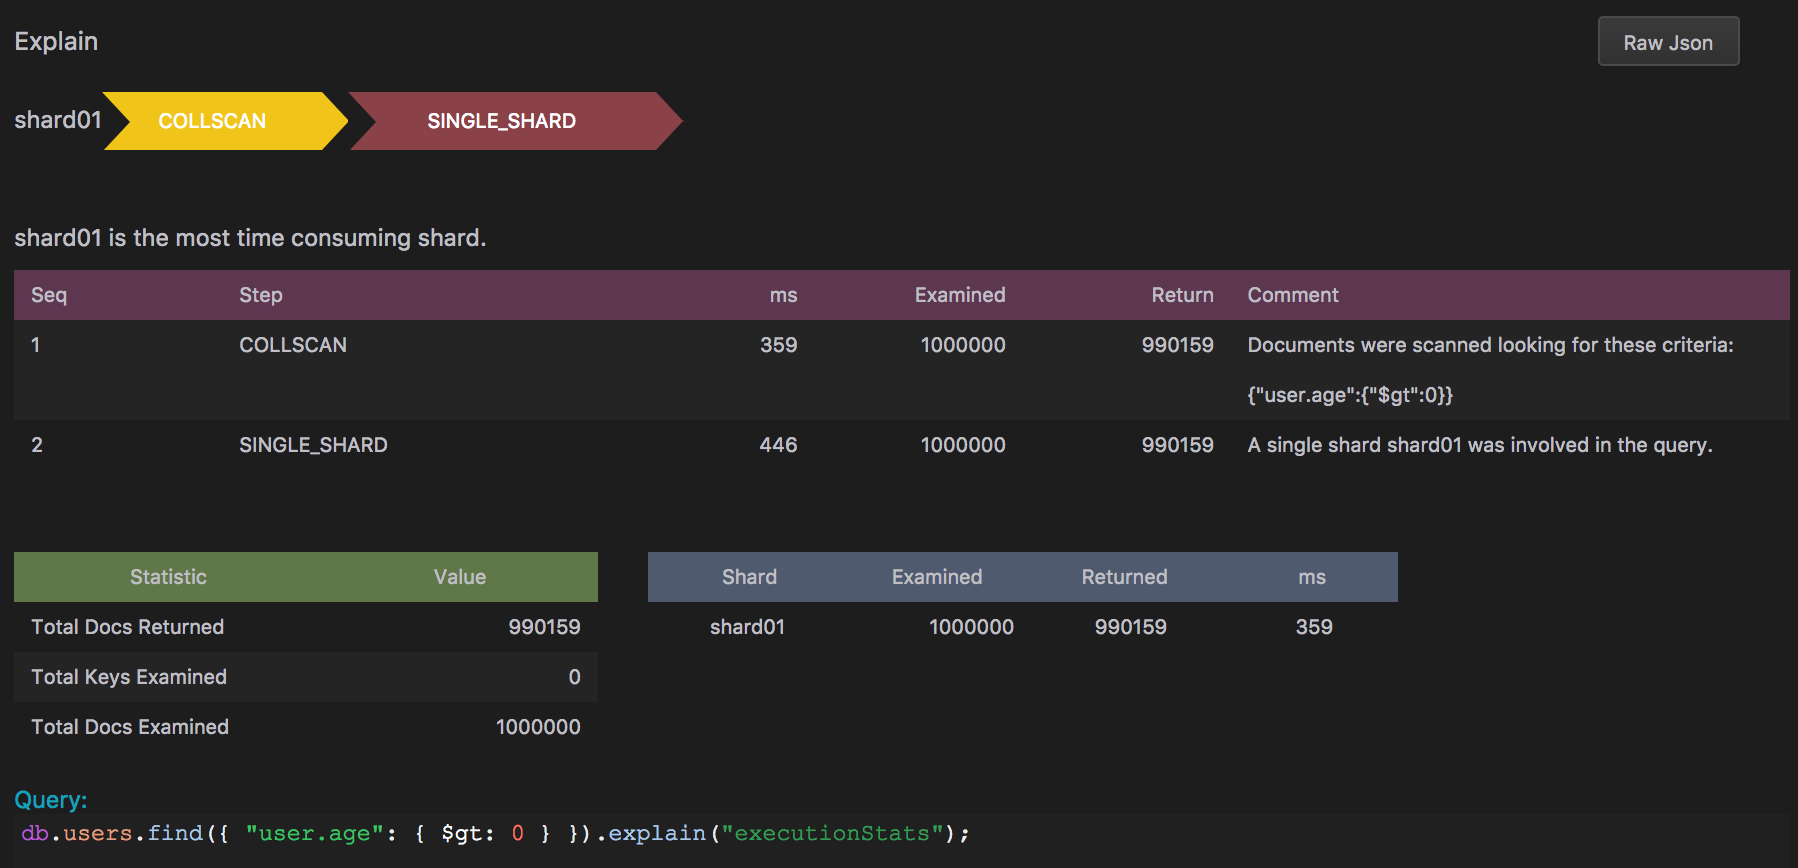 Explain
Raw Json
shard01 COLLSCAN SINGLE_SHARD
shard01 is the most time consuming shard.
Seq Step ms Examined Return Comment
1 COLLSCAN 359 1000000 990159 Documents were scanned looking for these criteria:
{"user.age":{"$gt":0}}
2 SINGLE_SHARD 446 1000000 990159 A single shard shard01 was involved in the query.
Statistic Value
Total Docs Returned 990159
Total Keys Examined 0
Total Docs Examined 1000000
Shard Examined Returned ms
shard01 1000000 990159 359
Query:
db.users.find({ "user.age": { $gt: 0 } }).explain("executionStats");